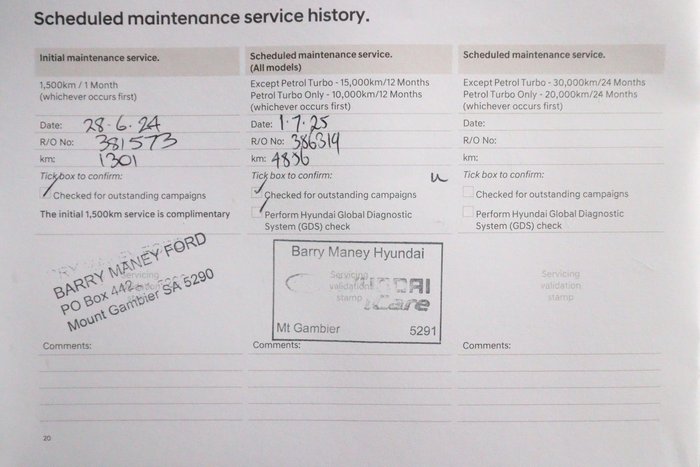 Scheduled maintenance service history.
Initial maintenance service.
1,500km / 1 Month
(whichever occurs first)
Date: 28-6-24
R/O No: 381573
km: 1301
Tick box to confirm:
Checked for outstanding campaigns
The initial 1,500km service is complimentary
Servicing
BARRY MANEY FORD
PO Box 442
Mount Gambier SA 5290
Comments:
Scheduled maintenance service.
(All models)
Except Petrol Turbo - 15,000km/12 Months
Petrol Turbo Only - 10,000km/12 Months
(whichever occurs first)
Date: 1-7-25
R/O No: 386319
km: 4836
Tick box to confirm:
Checked for outstanding campaigns
Perform Hyundai Global Diagnostic
System (GDS) check
Barry Maney Hyundai
Servicing
validation
stamp
iCare
Mt Gambier 5291
Comments:
Scheduled maintenance service.
Except Petrol Turbo - 30,000km/24 Months
Petrol Turbo Only - 20,000km/24 Months
(whichever occurs first)
Date:
R/O No:
km:
Tick box to confirm:
Checked for outstanding campaigns
Perform Hyundai Global Diagnostic
System (GDS) check
Servicing
validation
stamp
Comments:
20